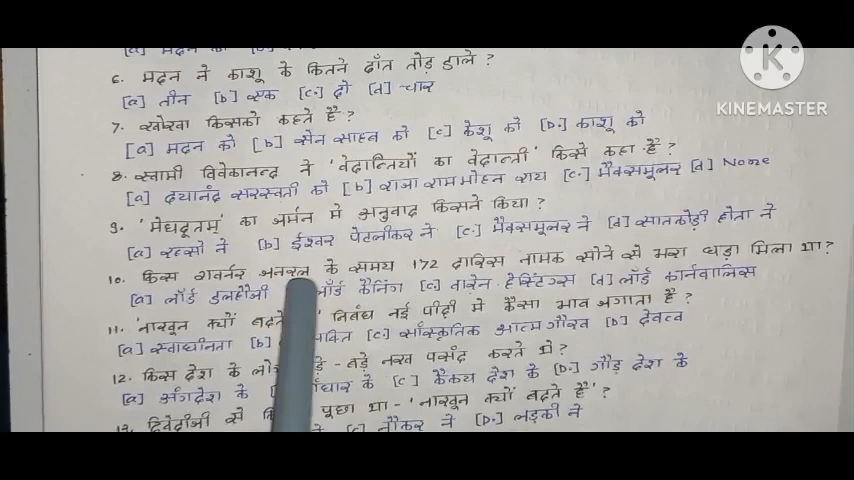 [a] मदन को [b]
6. मदन ने काशू के कितने दाँत तोड़ डाले ?
[a] तीन [b] एक [c.] दो [d] चार
7. खोखा किसको कहते हैं ?
[a] मदन को [b] सेन साहब को [c] केशू को [D.] काशू को
8. स्वामी विवेकानन्द ने 'वेदान्तियों का वेदान्ती' किसे कहा है ?
[a] दयानंद सरस्वती को [b] राजा राममोहन राय [c.] मैक्समूलर [d] None
9. 'मेघदूतम्' का जर्मन मे अनुवाद किसने किया ?
[a] रूसो ने [b] ईश्वर पेटलीकर ने [c.] मैक्समूलर ने [d] सातकोड़ी होता ने
10. किस गवर्नर जनरल के समय 172 दारिस नामक सोने से भरा घड़ा मिला था ?
[a] लॉर्ड डलहौजी लॉर्ड कैनिंग [c] वारेन हेस्टिंग्स [d] लॉर्ड कार्नवालिस
11. 'नाखून क्यों बढ़ते ' निबंध नई पीढ़ी मे कैसा भाव जगाता है ?
[a] स्वाधीनता [b] [c] साँस्कृतिक आत्म गौरव [D] देवत्व
12. किस देश के बड़े नख पसंद करते थे ?
[a] अंगदेश के के [c] कैकय देश के [D.] गौड़ देश के
13. द्विवेदीजी से पूछा था - 'नाखून क्यों बढ़ते हैं' ?
ने [c] नौकर ने [D.] लड़की ने
KINEMASTER